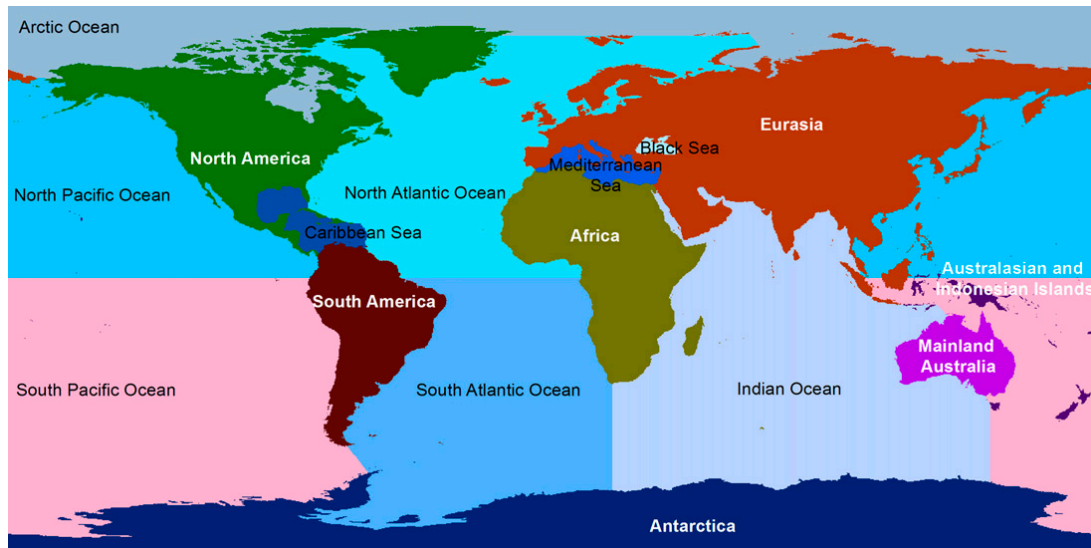 Arctic Ocean
Eurasia
Black Sea
North America
Mediterranean
Sea
North Pacific Ocean
North Atlantic Ocean
Caribbean Sea
Africa
Australasian and
Indonesian Islands
South America
Mainland
Australia
South Pacific Ocean
South Atlantic Ocean
Indian Ocean
Antarctica